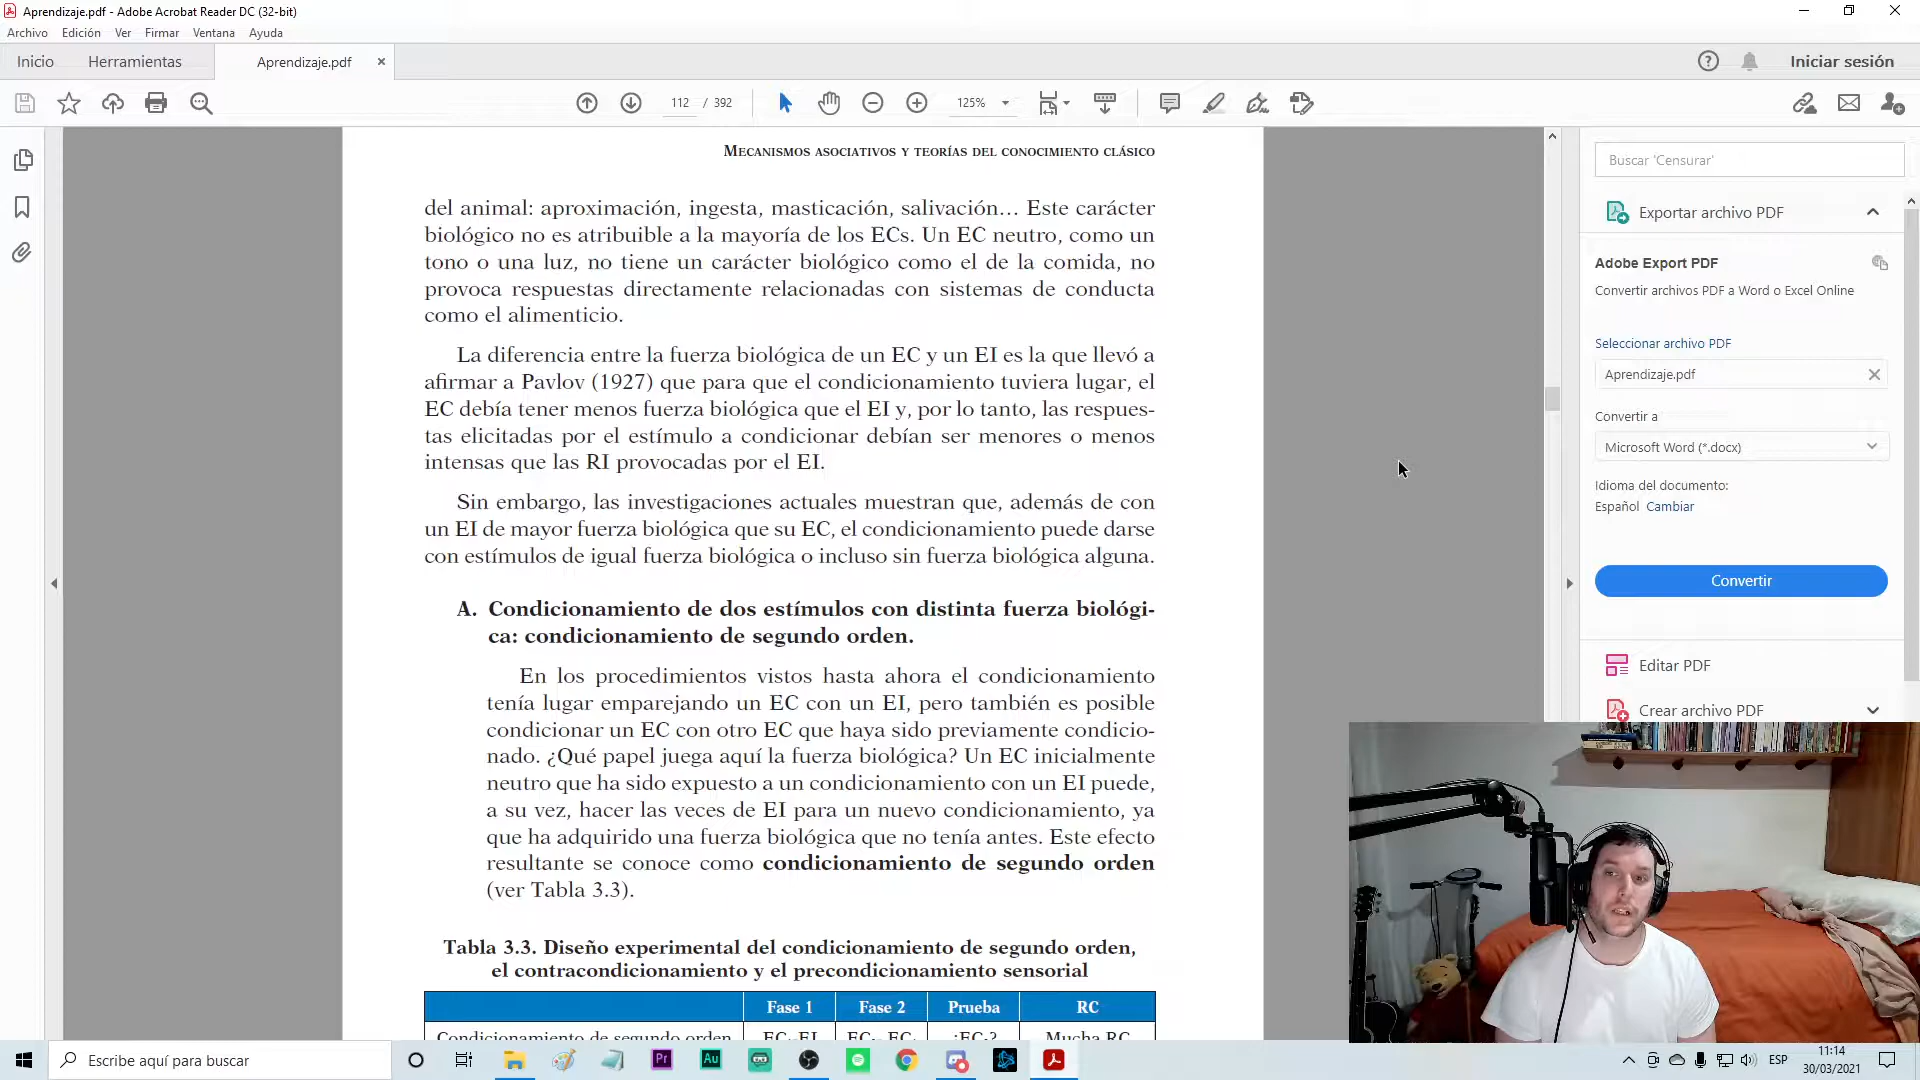 Aprendizaje.pdf - Adobe Acrobat Reader DC (32-bit)
Archivo Edición Ver Firmar Ventana Ayuda
Inicio Herramientas Aprendizaje.pdf Iniciar sesión
112 / 392 125%
MECANISMOS ASOCIATIVOS Y TEORÍAS DEL CONOCIMIENTO CLÁSICO
del animal: aproximación, ingesta, masticación, salivación… Este carácter
biológico no es atribuible a la mayoría de los ECs. Un EC neutro, como un
tono o una luz, no tiene un carácter biológico como el de la comida, no
provoca respuestas directamente relacionadas con sistemas de conducta
como el alimenticio.
La diferencia entre la fuerza biológica de un EC y un EI es la que llevó a
afirmar a Pavlov (1927) que para que el condicionamiento tuviera lugar, el
EC debía tener menos fuerza biológica que el EI y, por lo tanto, las respues-
tas elicitadas por el estímulo a condicionar debían ser menores o menos
intensas que las RI provocadas por el EI.
Sin embargo, las investigaciones actuales muestran que, además de con
un EI de mayor fuerza biológica que su EC, el condicionamiento puede darse
con estímulos de igual fuerza biológica o incluso sin fuerza biológica alguna.
A. Condicionamiento de dos estímulos con distinta fuerza biológi-
ca: condicionamiento de segundo orden.
En los procedimientos vistos hasta ahora el condicionamiento
tenía lugar emparejando un EC con un EI, pero también es posible
condicionar un EC con otro EC que haya sido previamente condicio-
nado. ¿Qué papel juega aquí la fuerza biológica? Un EC inicialmente
neutro que ha sido expuesto a un condicionamiento con un EI puede,
a su vez, hacer las veces de EI para un nuevo condicionamiento, ya
que ha adquirido una fuerza biológica que no tenía antes. Este efecto
resultante se conoce como condicionamiento de segundo orden
(ver Tabla 3.3).
Tabla 3.3. Diseño experimental del condicionamiento de segundo orden,
el contracondicionamiento y el precondicionamiento sensorial
Fase 1 Fase 2 Prueba RC
Condicionamiento de segundo orden Mucha RC
Buscar 'Censurar'
Exportar archivo PDF
Adobe Export PDF
Convertir archivos PDF a Word o Excel Online
Seleccionar archivo PDF
Aprendizaje.pdf
Convertir a
Microsoft Word (*.docx)
Idioma del documento:
Español Cambiar
Convertir
Editar PDF
Crear archivo PDF
Escribe aquí para buscar
Pr Au
ESP
11:14
30/03/2021